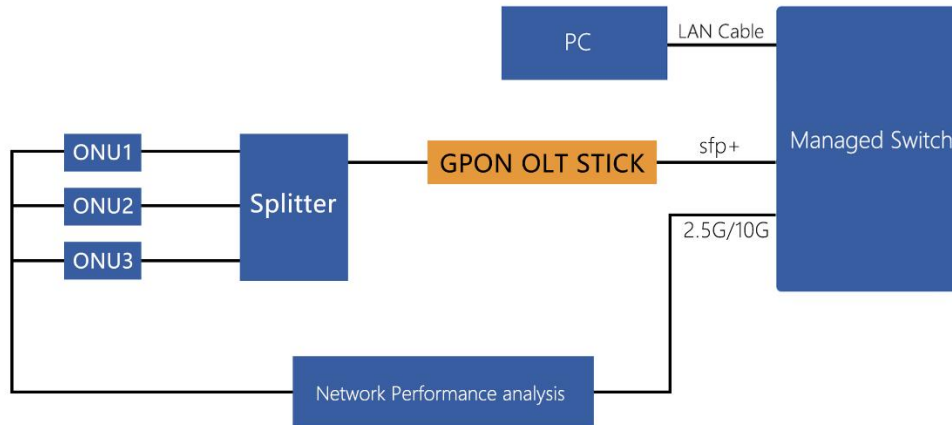 PC
LAN Cable
Managed Switch
ONU1
ONU2
ONU3
Splitter
GPON OLT STICK
sfp+
2.5G/10G
Network Performance analysis